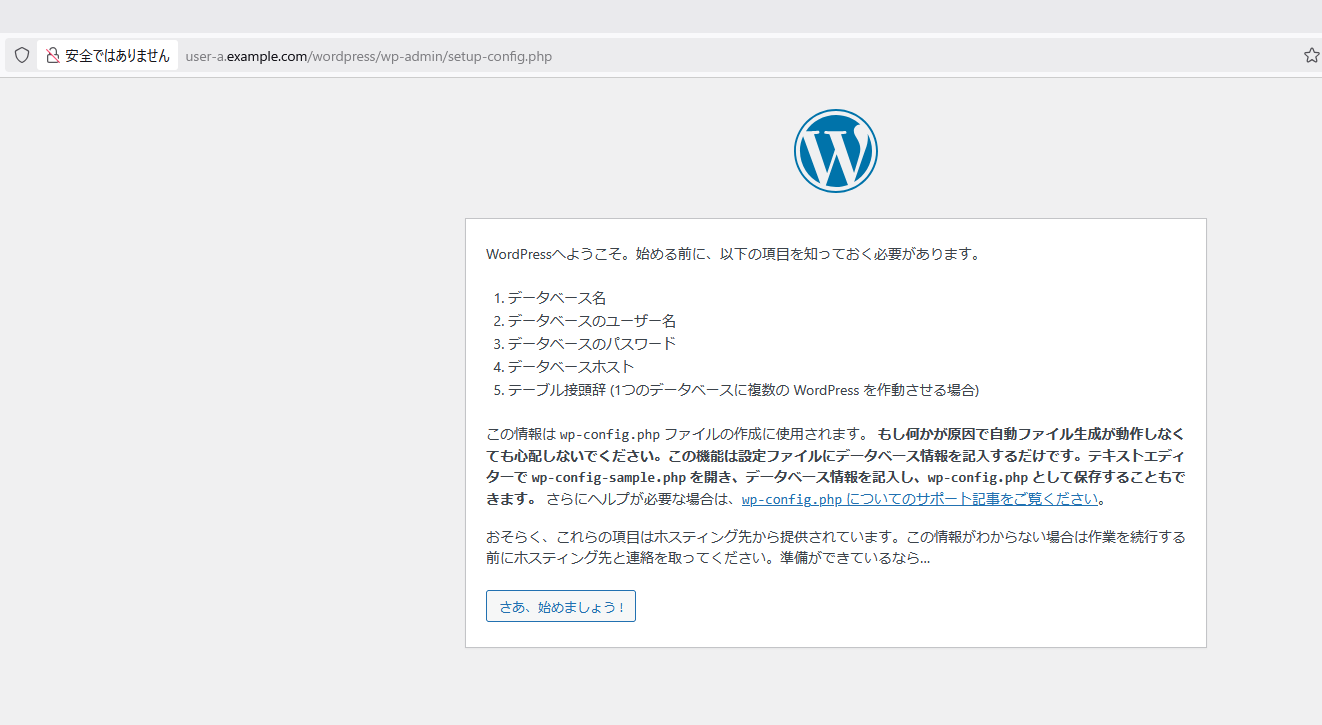 安全ではありません user-a.example.com/wordpress/wp-admin/setup-config.php
WordPressへようこそ。始める前に、以下の項目を知っておく必要があります。
1. データベース名
2. データベースのユーザー名
3. データベースのパスワード
4. データベースホスト
5. テーブル接頭辞 (1つのデータベースに複数の WordPress を作動させる場合)
この情報は wp-config.php ファイルの作成に使用されます。 もし何かが原因で自動ファイル生成が動作しなく
ても心配しないでください。この機能は設定ファイルにデータベース情報を記入するだけです。テキストエディ
ターで wp-config-sample.php を開き、データベース情報を記入し、wp-config.php として保存することもで
きます。 さらにヘルプが必要な場合は、wp-config.php についてのサポート記事をご覧ください。
おそらく、これらの項目はホスティング先から提供されています。この情報がわからない場合は作業を続行する
前にホスティング先と連絡を取ってください。準備ができているなら…
さあ、始めましょう !